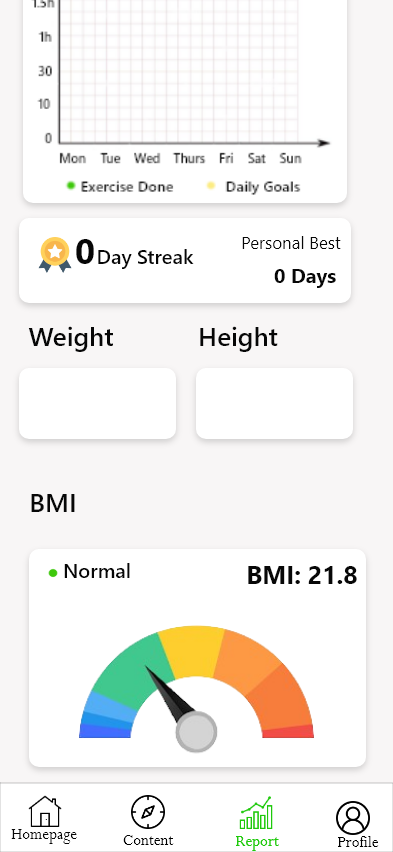 1.5h
1h
30
10
0
Mon Tue Wed Thurs Fri Sat Sun
Exercise Done Daily Goals
0 Day Streak
Personal Best
0 Days
Weight Height
BMI
Normal BMI: 21.8
Homepage Content Report Profile